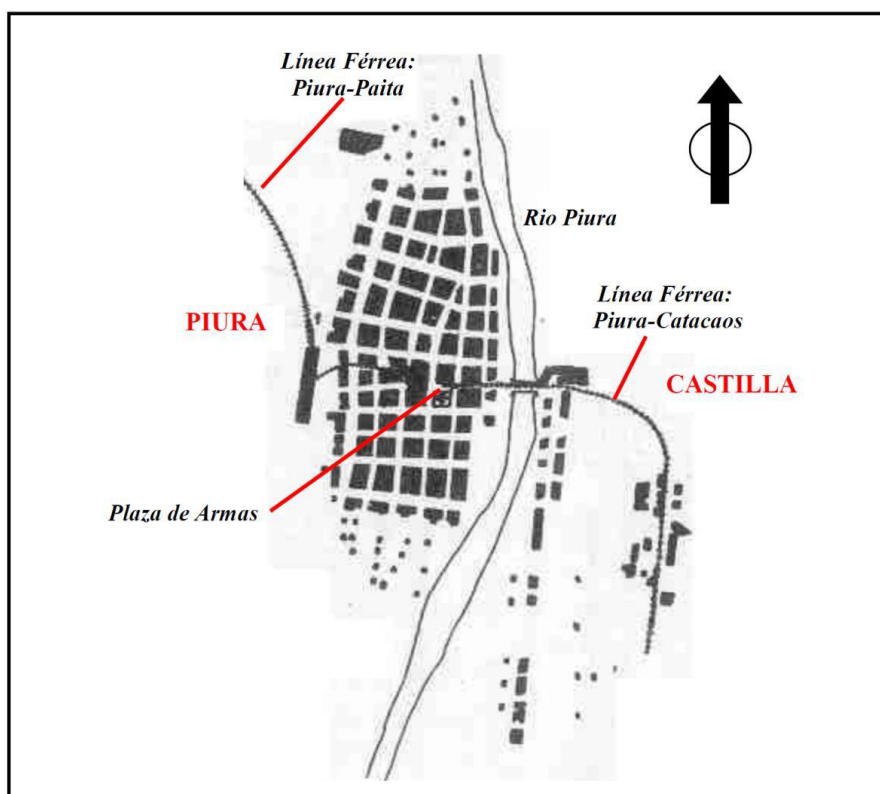 Línea Férrea:
Piura-Paita
Rio Piura
Línea Férrea:
Piura-Catacaos
PIURA
CASTILLA
Plaza de Armas